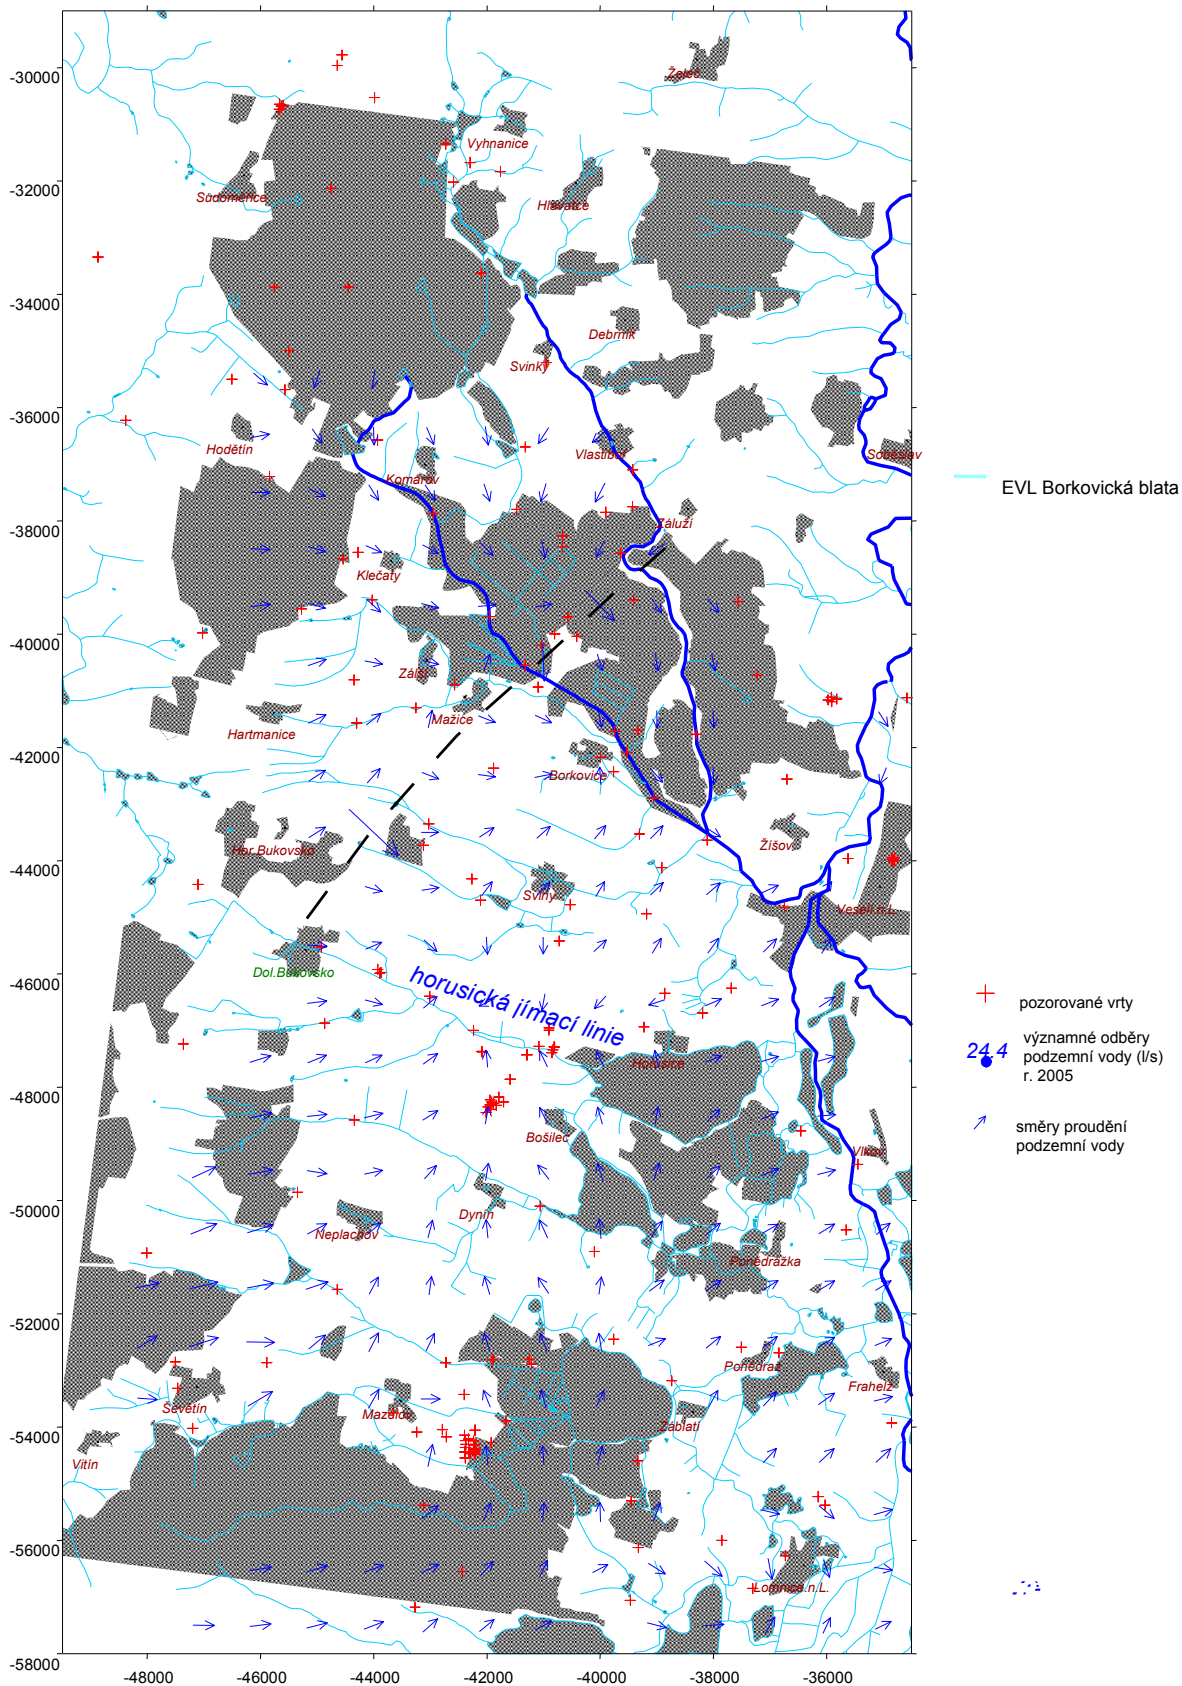 -30000
-32000
-34000
-36000
-38000
-40000
-42000
-44000
-46000
-48000
-50000
-52000
-54000
-56000
-58000
-48000
-46000
-44000
-42000
-40000
-38000
-36000
Želeč
Vyhnanice
Sudoměřice
Hlavatce
Debrník
Svinky
Hodětín
Vlastiboř
Soběslav
Komárov
Záluží
Klečaty
Zálší
Mažice
Hartmanice
Borkovice
Hor.Bukovsko
Žíšov
Sviny
Veselí n.L.
Dol.Bukovsko
horusická jímací linie
Horusice
Bošilec
Vlkov
Dynín
Neplachov
Ponědrážka
Ponědraž
Frahelž
Ševětín
Mazelov
Záblatí
Vitín
Lomnice n.L.
EVL Borkovická blata
pozorované vrty
24.4
významné odběry
podzemní vody (l/s)
r. 2005
směry proudění
podzemní vody